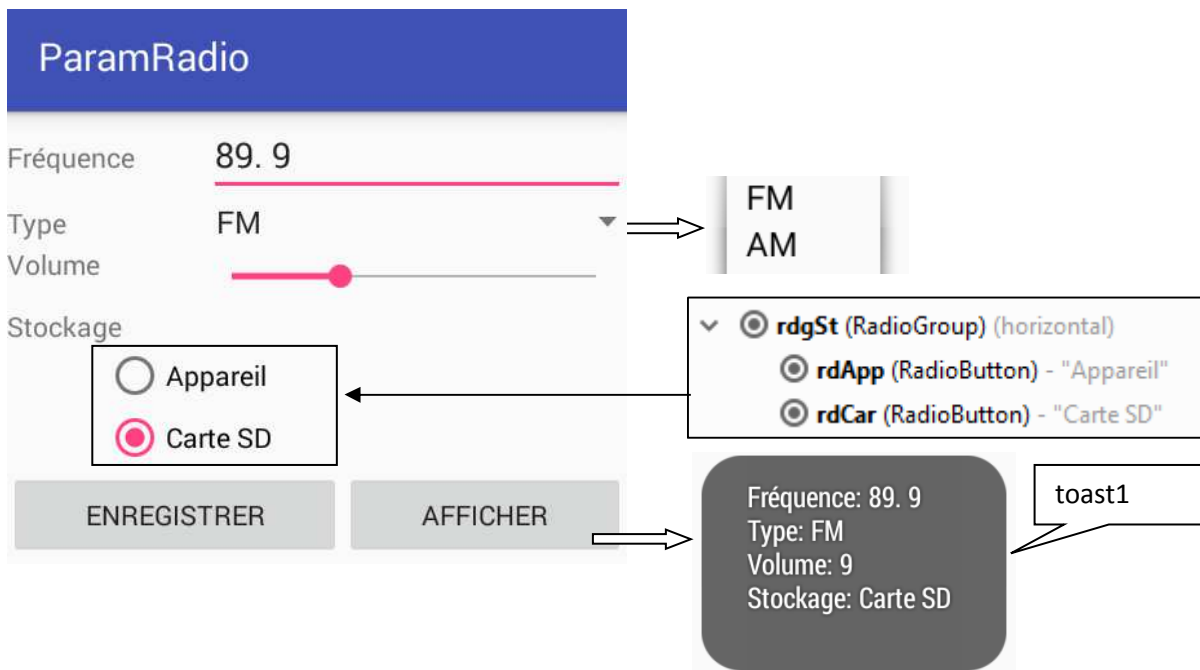 ParamRadio
Fréquence
89. 9
Type
FM
Volume
Stockage
Appareil
Carte SD
ENREGISTRER
AFFICHER
FM
AM
rdgSt (RadioGroup) (horizontal)
rdApp (RadioButton) - "Appareil"
rdCar (RadioButton) - "Carte SD"
Fréquence: 89. 9
Type: FM
Volume: 9
Stockage: Carte SD
toast1